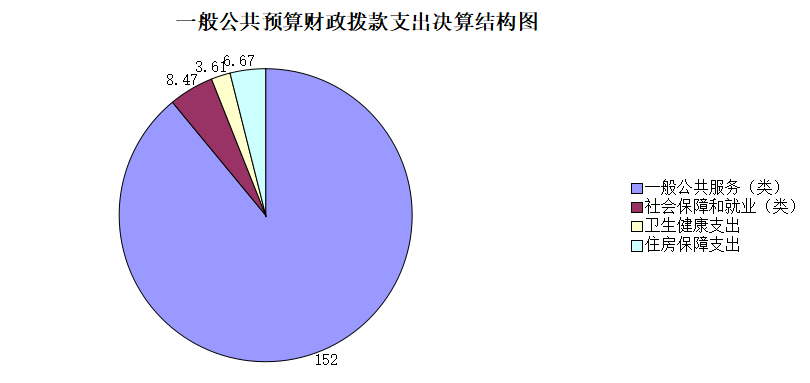 一般公共预算财政拨款支出决算结构图
6.67
3.61
8.47
一般公共服务（类）
社会保障和就业（类）
卫生健康支出
住房保障支出
152